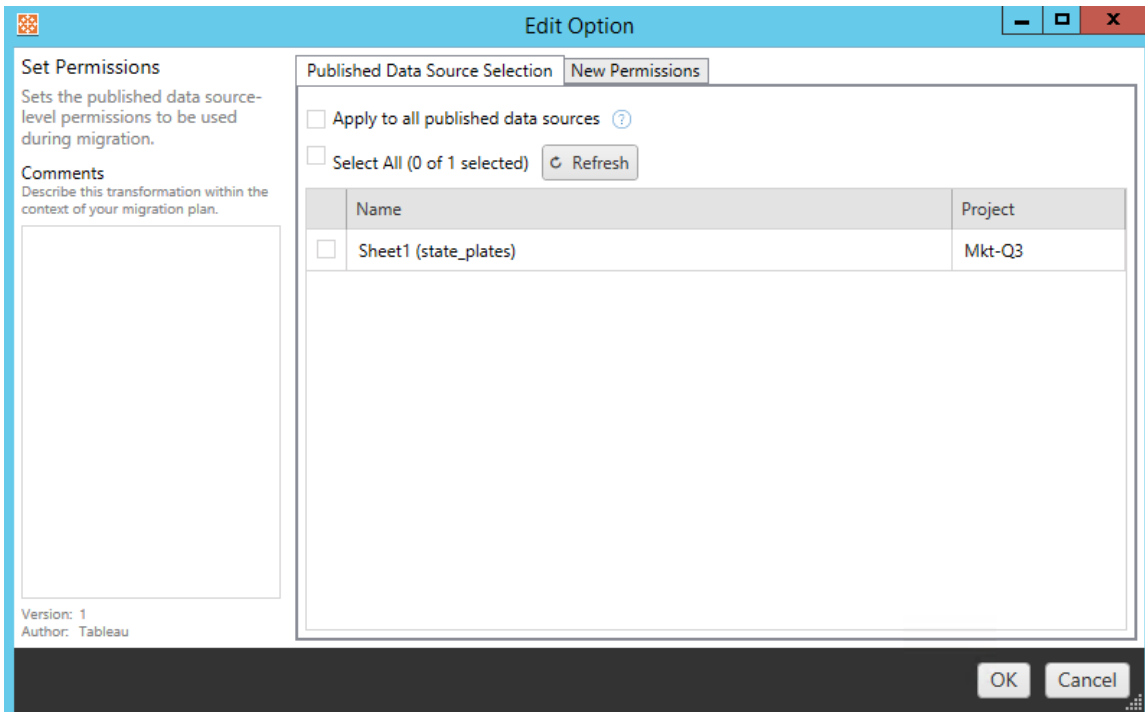 Edit Option
Set Permissions
Sets the published data source-
level permissions to be used
during migration.
Comments
Describe this transformation within the
context of your migration plan.
Version: 1
Author: Tableau
Published Data Source Selection
New Permissions
Apply to all published data sources ?
Select All (0 of 1 selected)
Refresh
Name Project
Sheet1 (state_plates) Mkt-Q3
OK
Cancel